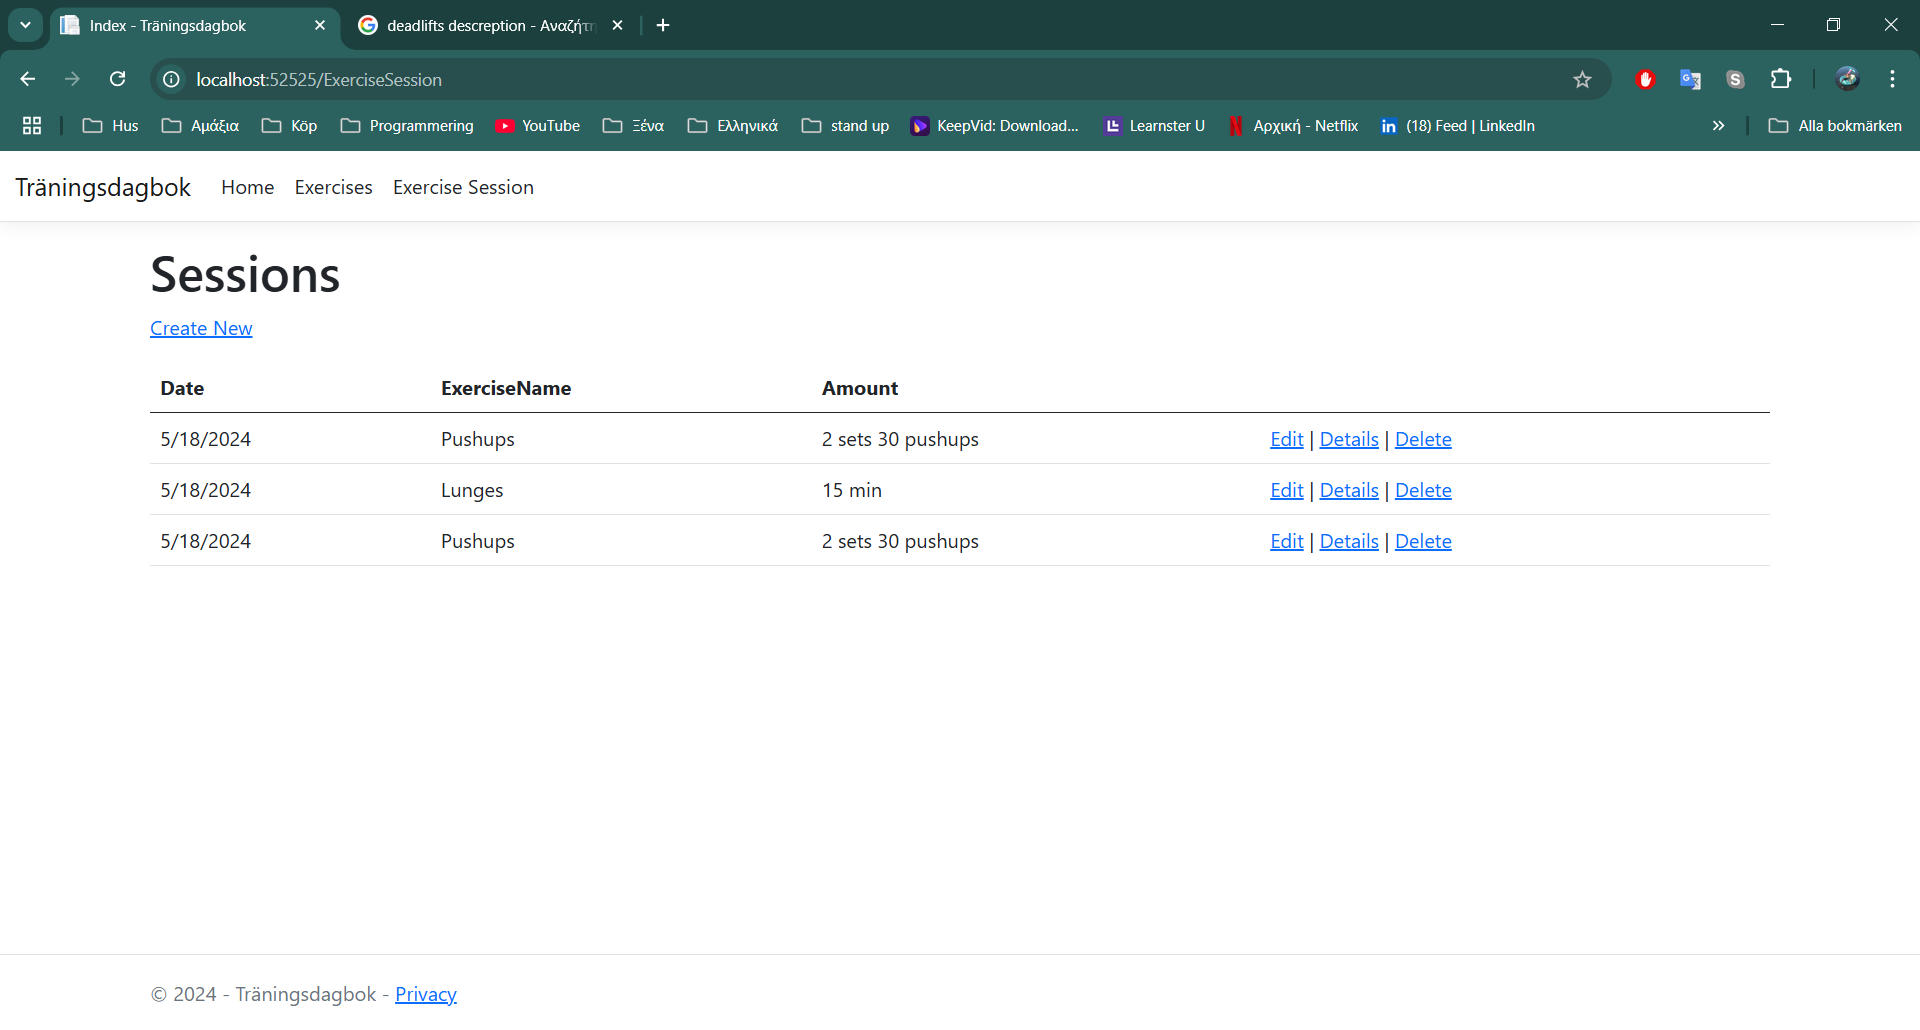 Index - Träningsdagbok
deadlifts descreption - Αναζήτη
localhost:52525/ExerciseSession
Hus Αμάξια Köp Programmering YouTube Ξένα Ελληνικά stand up KeepVid: Download... Learnster U Αρχική - Netflix (18) Feed | LinkedIn » Alla bokmärken
Träningsdagbok Home Exercises Exercise Session
Sessions
Create New
Date ExerciseName Amount
5/18/2024 Pushups 2 sets 30 pushups Edit | Details | Delete
5/18/2024 Lunges 15 min Edit | Details | Delete
5/18/2024 Pushups 2 sets 30 pushups Edit | Details | Delete
© 2024 - Träningsdagbok - Privacy